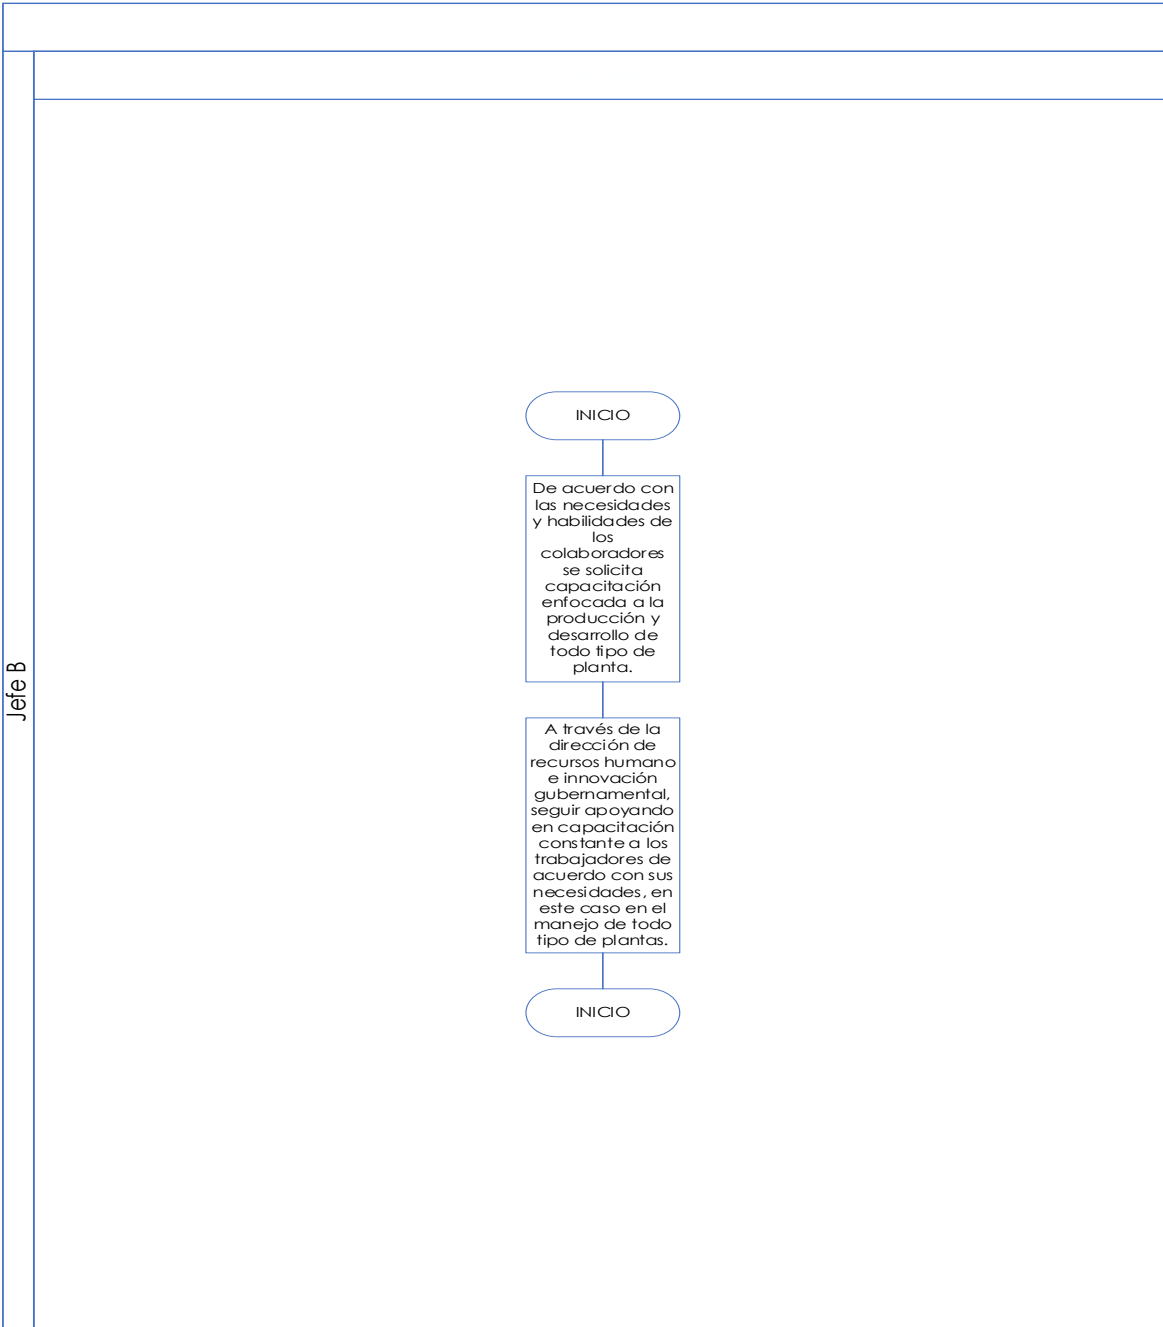 INICIO
De acuerdo con
las necesidades
y habilidades de
los
colaboradores
se solicita
capacitación
enfocada a la
producción y
desarrollo de
todo tipo de
planta.
Jefe B
A través de la
dirección de
recursos humano
e innovación
gubernamental,
seguir apoyando
en capacitación
constante a los
trabajadores de
acuerdo con sus
necesidades, en
este caso en el
manejo de todo
tipo de plantas.
INICIO